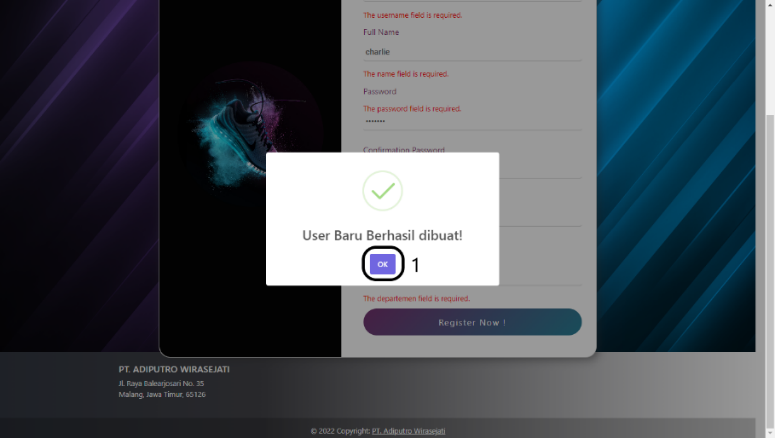 The username field is required.
Full Name
charlie
The name field is required.
Password
The password field is required.
Confirmation Password
User Baru Berhasil dibuat!
OK 1
The departemen field is required.
Register Now !
PT. ADIPUTRO WIRASEJATI
Jl. Raya Balearjosari No. 35
Malang, Jawa Timur, 65126
© 2022 Copyright: PT. Adiputro Wirasejati